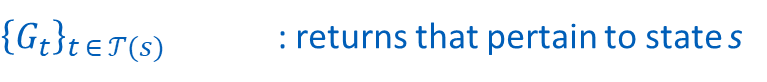 {G_t}_{t ∈ 𝒯(s)} : returns that pertain to state s